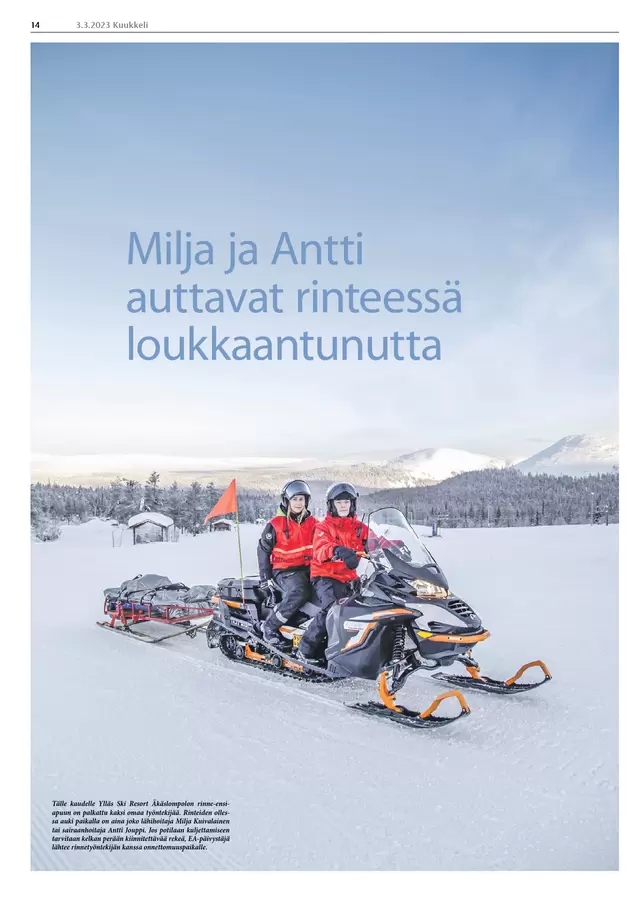 14 3.3.2023 Kuukkeli
Milja ja Antti
auttavat rinteessä
loukkaantunutta
Tälle kaudelle Ylläs Ski Resort Äkäslompolon rinne-ensi-
apuun on palkattu kaksi omaa työntekijää. Rinteiden olles-
sa auki paikalla on aina joko lähihoitaja Milja Kuivalainen
tai sairaanhoitaja Antti Jouppi. Jos potilaan kuljettamiseen
tarvitaan kelkan perään kiinnitettävää rekeä, EA-päivystäjä
lähtee rinnetyöntekijän kanssa onnettomuuspaikalle.